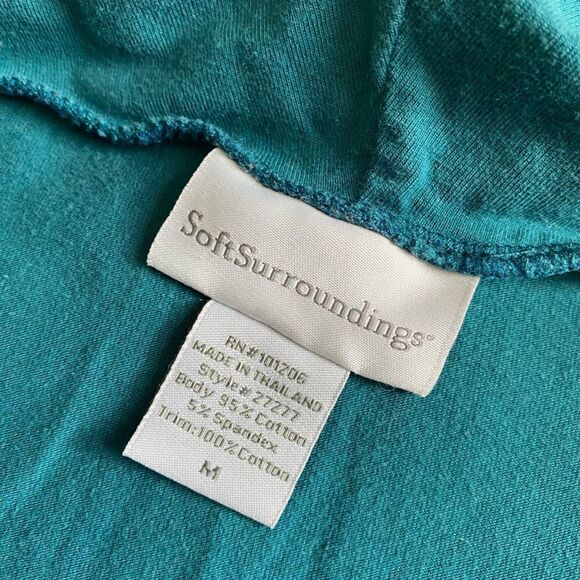 SoftSurroundings®
RN#101206
MADE IN THAILAND
Style# 27277
Body 95% Cotton
5% Spandex
Trim:100% Cotton
M